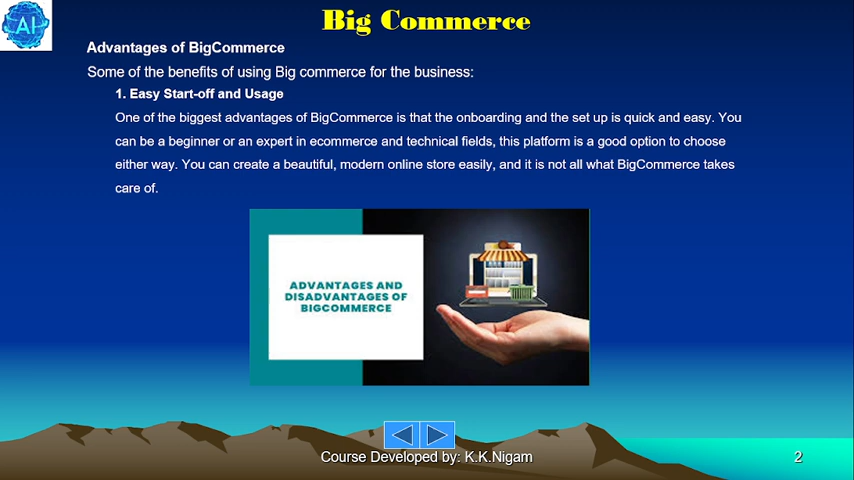 AI
Big Commerce
Advantages of BigCommerce
Some of the benefits of using Big commerce for the business:
1. Easy Start-off and Usage
One of the biggest advantages of BigCommerce is that the onboarding and the set up is quick and easy. You
can be a beginner or an expert in ecommerce and technical fields, this platform is a good option to choose
either way. You can create a beautiful, modern online store easily, and it is not all what BigCommerce takes
care of.
ADVANTAGES AND
DISADVANTAGES OF
BIGCOMMERCE
Course Developed by: K.K.Nigam
2